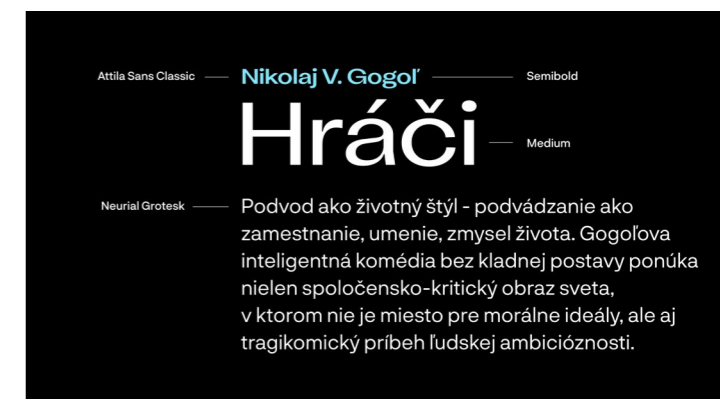 Attila Sans Classic Nikolaj V. Gogoľ Semibold
Hráči Medium
Neurial Grotesk Podvod ako životný štýl - podvádzanie ako
zamestnanie, umenie, zmysel života. Gogoľova
inteligentná komédia bez kladnej postavy ponúka
nielen spoločensko-kritický obraz sveta,
v ktorom nie je miesto pre morálne ideály, ale aj
tragikomický príbeh ľudskej ambicióznosti.